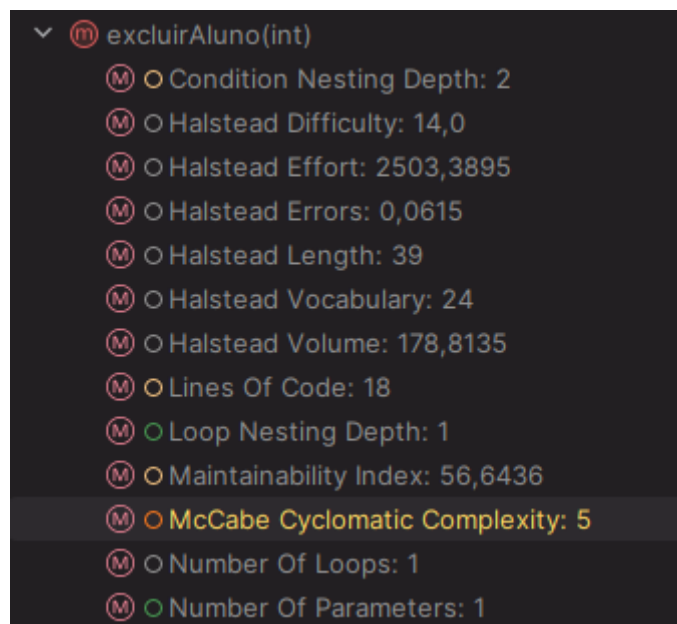 excluirAluno(int)
Condition Nesting Depth: 2
Halstead Difficulty: 14,0
Halstead Effort: 2503,3895
Halstead Errors: 0,0615
Halstead Length: 39
Halstead Vocabulary: 24
Halstead Volume: 178,8135
Lines Of Code: 18
Loop Nesting Depth: 1
Maintainability Index: 56,6436
McCabe Cyclomatic Complexity: 5
Number Of Loops: 1
Number Of Parameters: 1